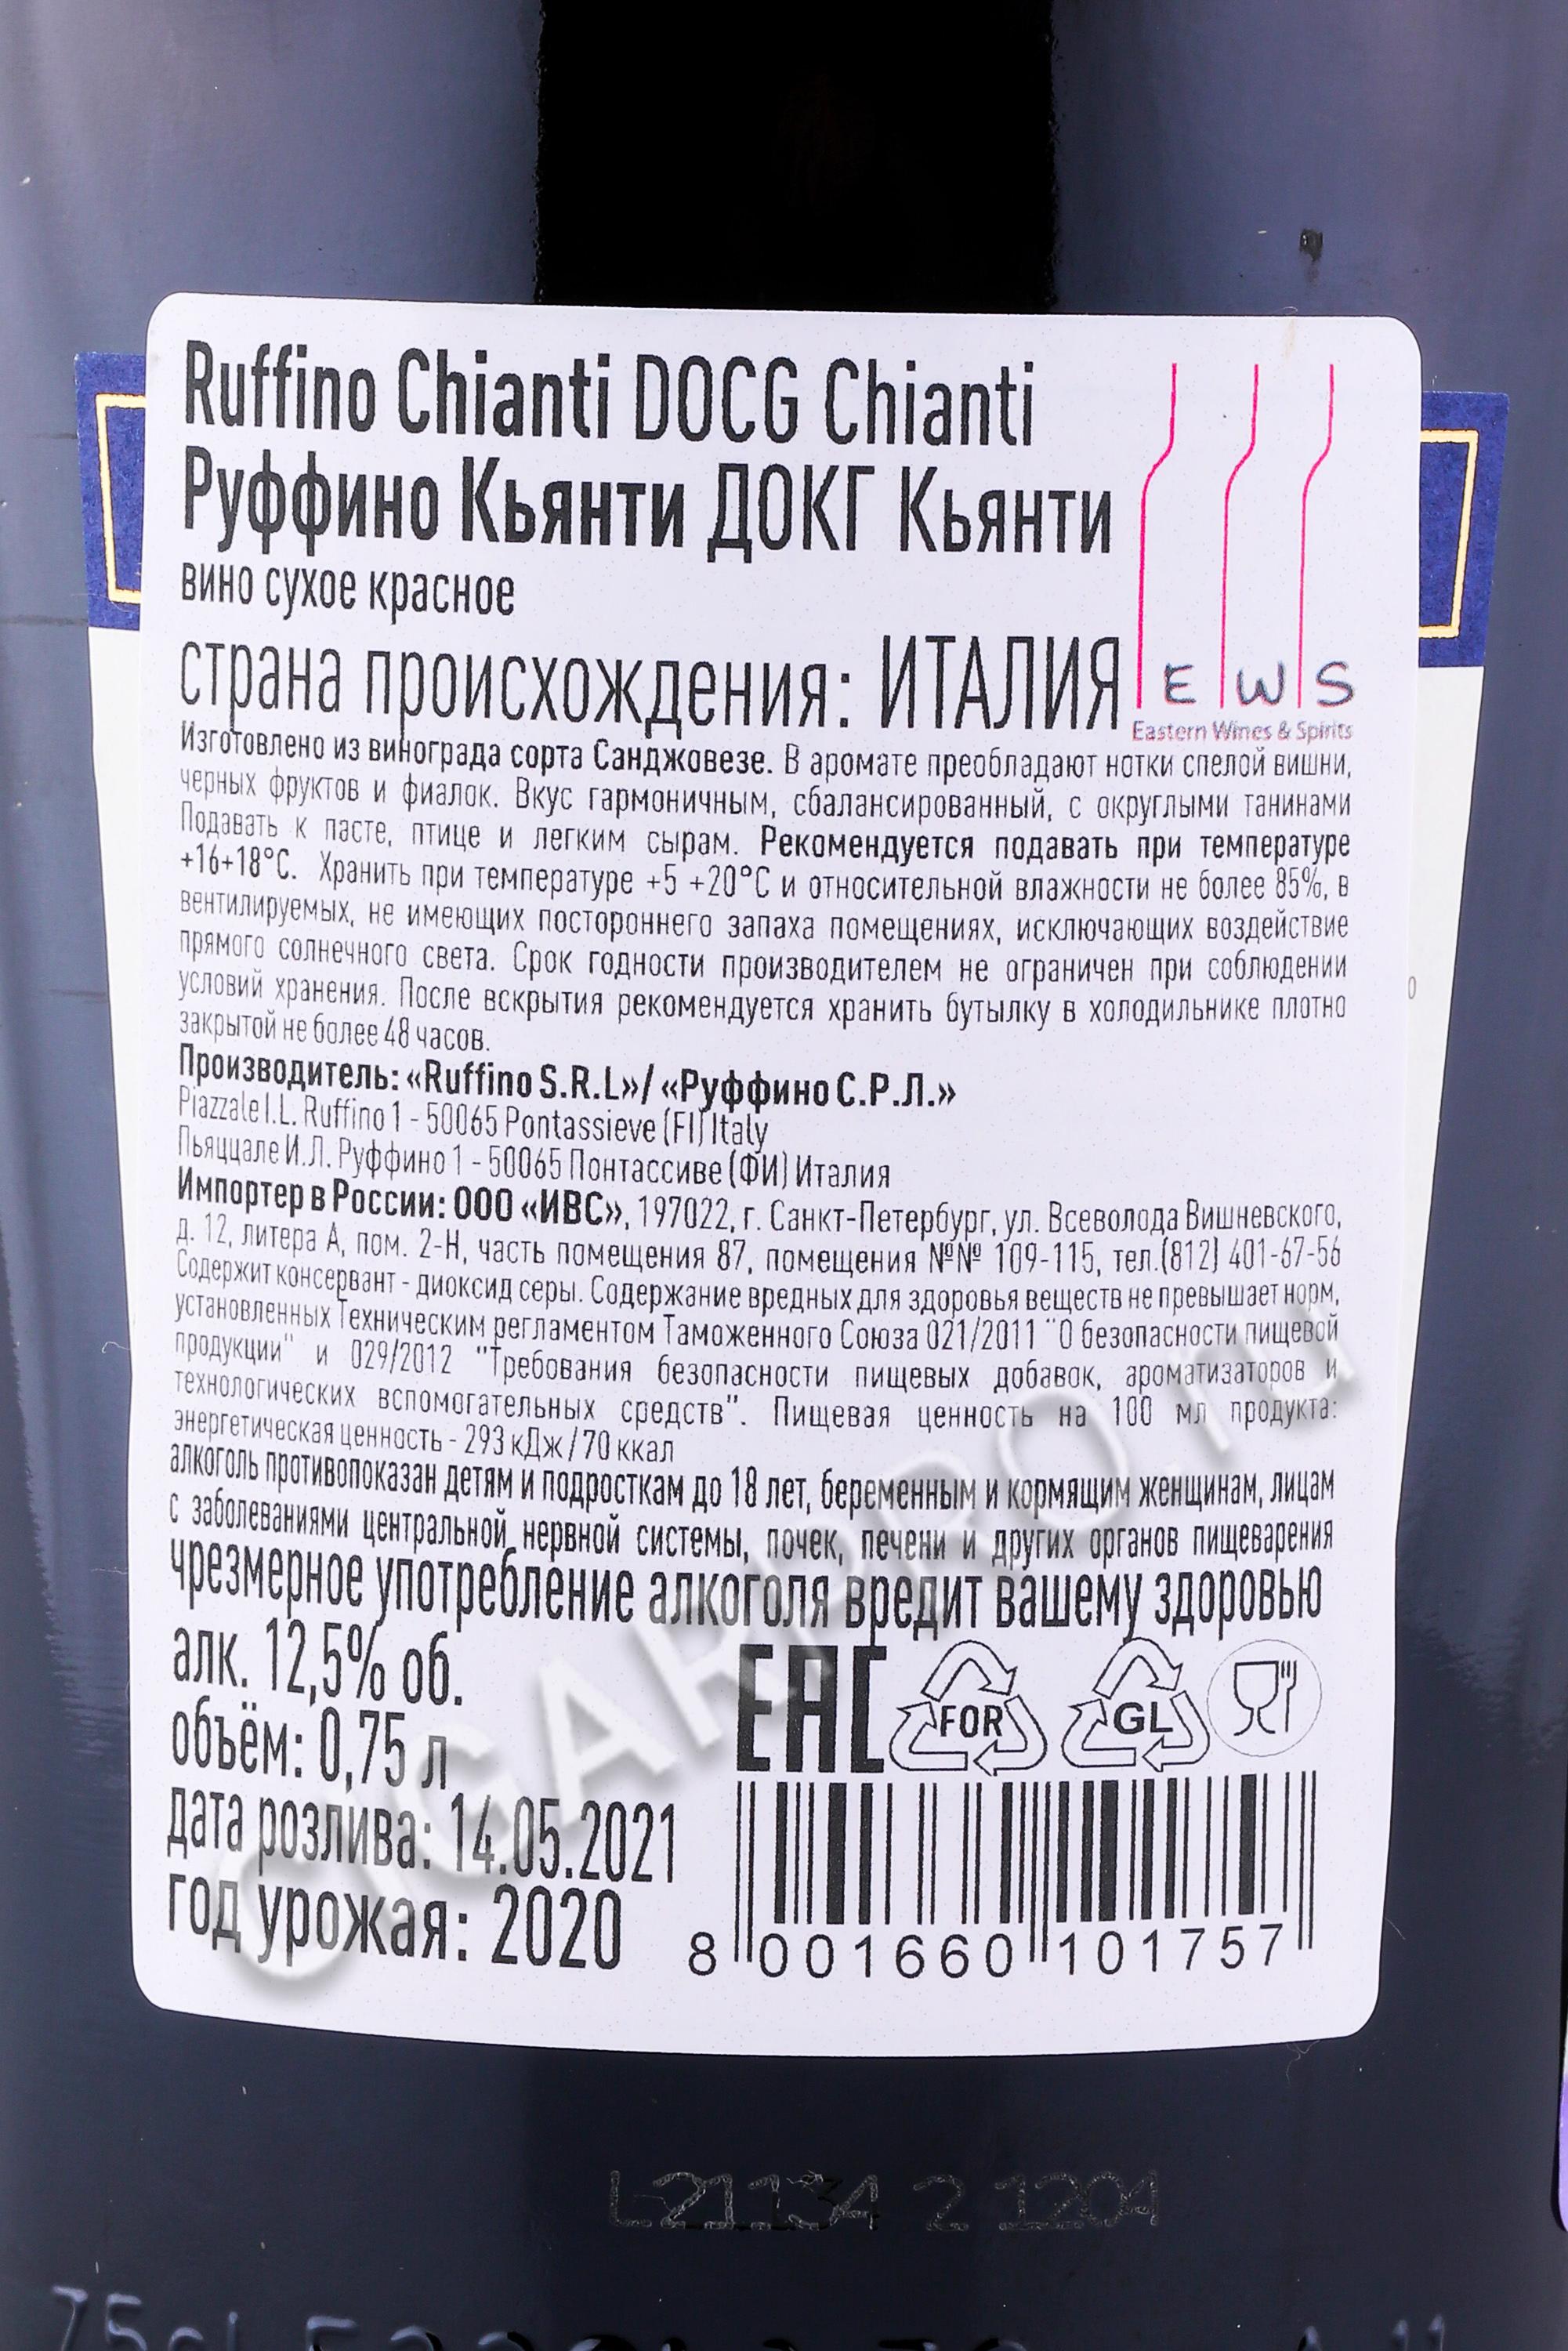 Ruffino Chianti DOCG Chianti
Руффино Кьянти ДОКГ Кьянти
вино сухое красное
страна происхождения: ИТАЛИЯ
E W S
Eastern Wines & Spirits
Изготовлено из винограда сорта Санджовезе. В аромате преобладают нотки спелой вишни,
черных фруктов и фиалок. Вкус гармоничным, сбалансированный, с округлыми танинами
Подавать к пасте, птице и легким сырам. Рекомендуется подавать при температуре
+16+18°С. Хранить при температуре +5 +20°С и относительной влажности не более 85%, в
вентилируемых, не имеющих постороннего запаха помещениях, исключающих воздействие
прямого солнечного света. Срок годности производителем не ограничен при соблюдении
условий хранения. После вскрытия рекомендуется хранить бутылку в холодильнике плотно
закрытой не более 48 часов.
Производитель: «Ruffino S.R.L»/ «Руффино С.Р.Л.»
Piazzale I.L. Ruffino 1 - 50065 Pontassieve (FI) Italy
Пьяццале И.Л. Руффино 1 - 50065 Понтассиве (ФИ) Италия
Импортер в России: ООО «ИВС», 197022, г. Санкт-Петербург, ул. Всеволода Вишневского,
д. 12, литера А, пом. 2-Н, часть помещения 87, помещения №№ 109-115, тел.(812) 401-67-56
Содержит консервант - диоксид серы. Содержание вредных для здоровья веществ не превышает норм,
установленных Техническим регламентом Таможенного Союза 021/2011 "О безопасности пищевой
продукции" и 029/2012 "Требования безопасности пищевых добавок, ароматизаторов и
технологических вспомогательных средств". Пищевая ценность на 100 мл продукта:
энергетическая ценность - 293 кДж / 70 ккал
алкоголь противопоказан детям и подросткам до 18 лет, беременным и кормящим женщинам, лицам
с заболеваниями центральной нервной системы, почек, печени и других органов пищеварения
чрезмерное употребление алкоголя вредит вашему здоровью
алк. 12,5% об.
объём: 0,75 л
дата розлива: 14.05.2021
год урожая: 2020
EAC FOR GL
8 001660 101757
CIGARPRO.ru
L21134 2 1204
75cl